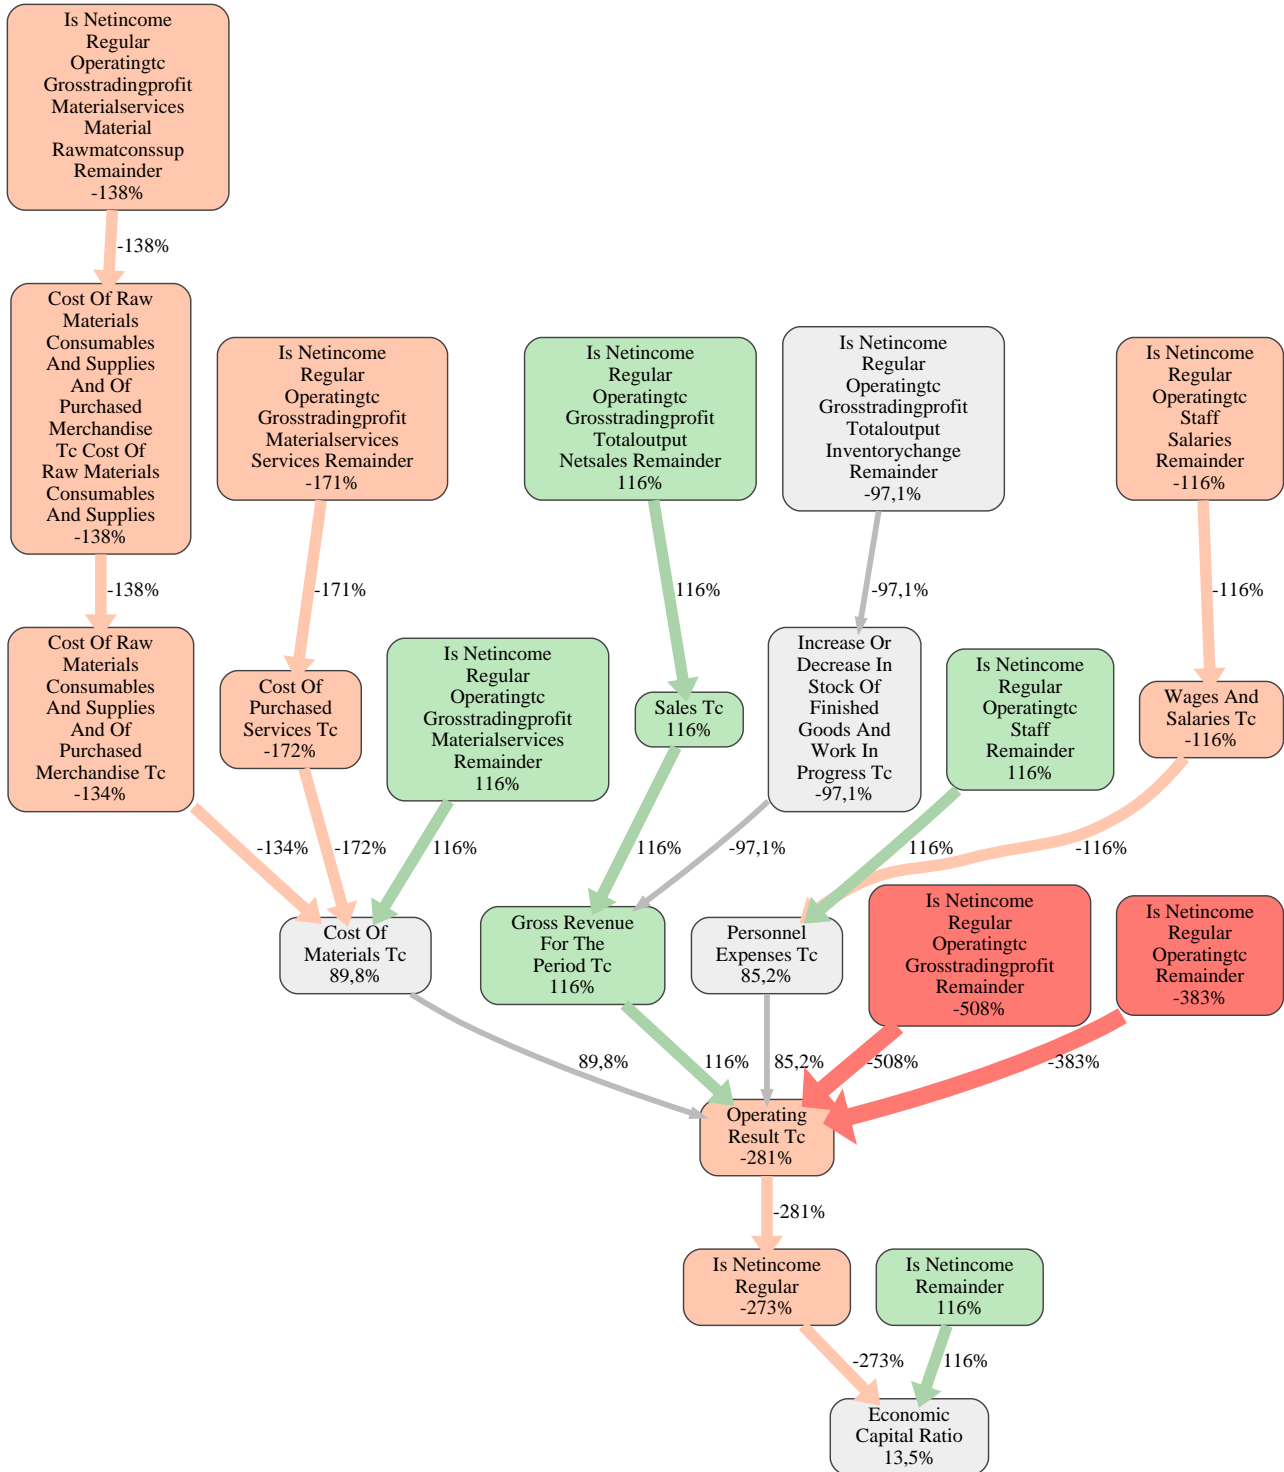 Is Netincome
Regular
Operatingtc
Grosstradingprofit
Materialservices
Material
Rawmatconssup
Remainder
-138%
-138%
Cost Of Raw
Materials
Consumables
And Supplies
And Of
Purchased
Merchandise
Tc Cost Of
Raw Materials
Consumables
And Supplies
-138%
Is Netincome
Regular
Operatingtc
Grosstradingprofit
Materialservices
Services Remainder
-171%
Is Netincome
Regular
Operatingtc
Grosstradingprofit
Totaloutput
Netsales Remainder
116%
Is Netincome
Regular
Operatingtc
Grosstradingprofit
Totaloutput
Inventorychange
Remainder
-97,1%
Is Netincome
Regular
Operatingtc
Staff
Salaries
Remainder
-116%
-138%
-171%
116%
-97,1%
-116%
Cost Of Raw
Materials
Consumables
And Supplies
And Of
Purchased
Merchandise Tc
-134%
Cost Of
Purchased
Services Tc
-172%
Is Netincome
Regular
Operatingtc
Grosstradingprofit
Materialservices
Remainder
116%
Sales Tc
116%
Increase Or
Decrease In
Stock Of
Finished
Goods And
Work In
Progress Tc
-97,1%
Is Netincome
Regular
Operatingtc
Staff
Remainder
116%
Wages And
Salaries Tc
-116%
-134%
-172%
116%
116%
-97,1%
116%
-116%
Cost Of
Materials Tc
89,8%
Gross Revenue
For The
Period Tc
116%
Personnel
Expenses Tc
85,2%
Is Netincome
Regular
Operatingtc
Grosstradingprofit
Remainder
-508%
Is Netincome
Regular
Operatingtc
Remainder
-383%
89,8%
116%
85,2%
-508%
-383%
Operating
Result Tc
-281%
-281%
Is Netincome
Regular
-273%
Is Netincome
Remainder
116%
-273%
116%
Economic
Capital Ratio
13,5%